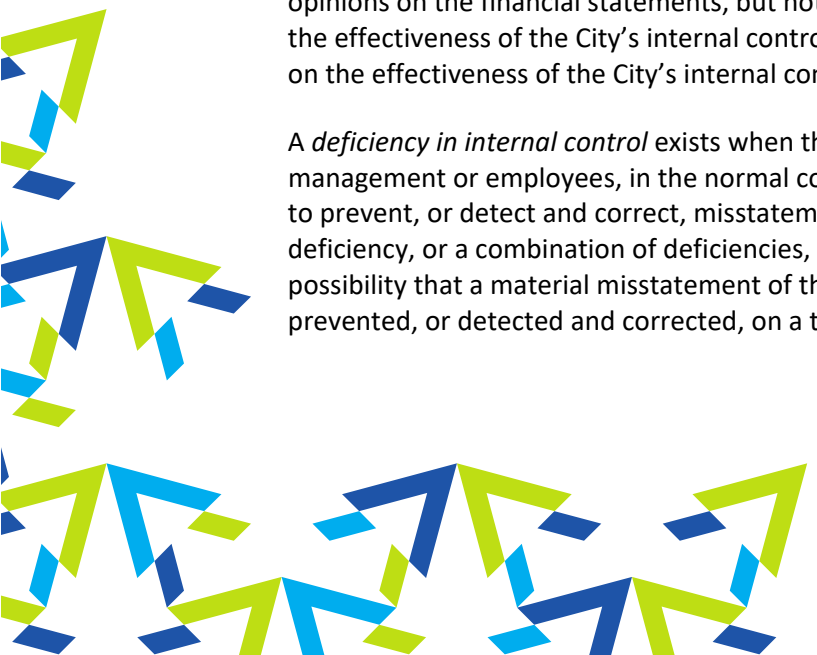 opinions on the financial statements, but not
the effectiveness of the City’s internal contro
on the effectiveness of the City’s internal con
A deficiency in internal control exists when th
management or employees, in the normal co
to prevent, or detect and correct, misstatem
deficiency, or a combination of deficiencies,
possibility that a material misstatement of th
prevented, or detected and corrected, on a t